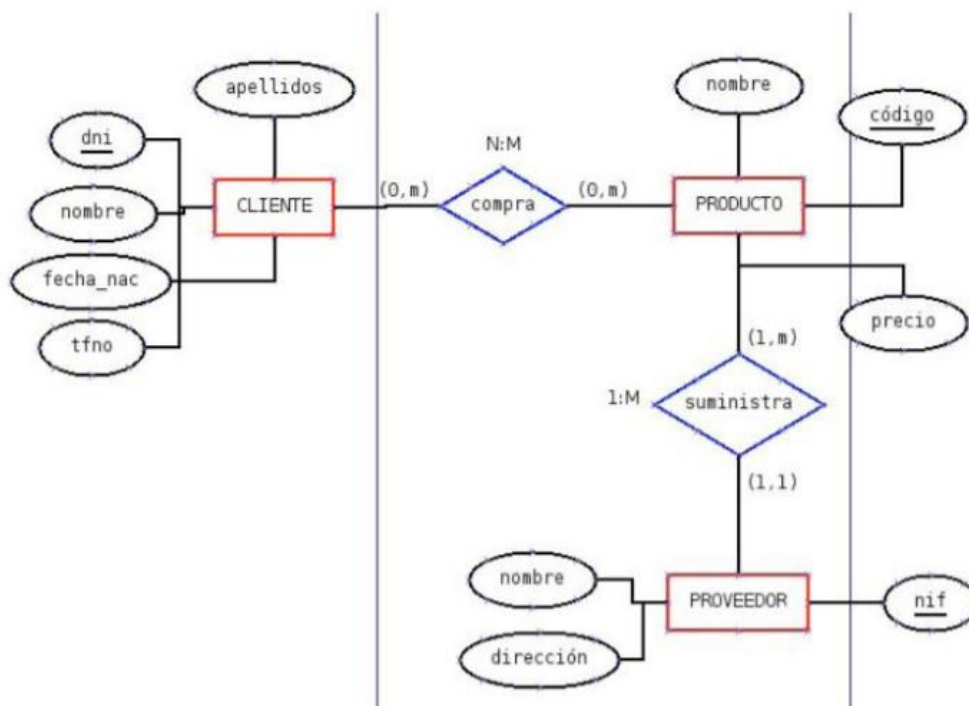 apellidos
nombre
código
dni
N:M
nombre
CLIENTE
(0,m)
compra
(0,m)
PRODUCTO
fecha_nac
tfno
precio
(1,m)
1:M
suministra
(1,1)
nombre
PROVEEDOR
nif
dirección